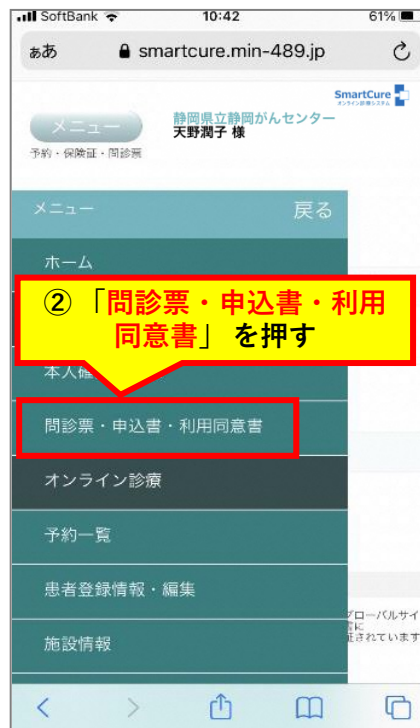 SoftBank 10:42 61%
ぁあ smartcure.min-489.jp
SmartCure
オンライン診療システム
メニュー
予約・保険証・問診票
静岡県立静岡がんセンター
天野潤子 様
メニュー 戻る
ホーム
② 「問診票・申込書・利用
同意書」 を押す
本人確
問診票・申込書・利用同意書
オンライン診療
予約一覧
患者登録情報・編集
グローバルサイ
書に
証されています
施設情報